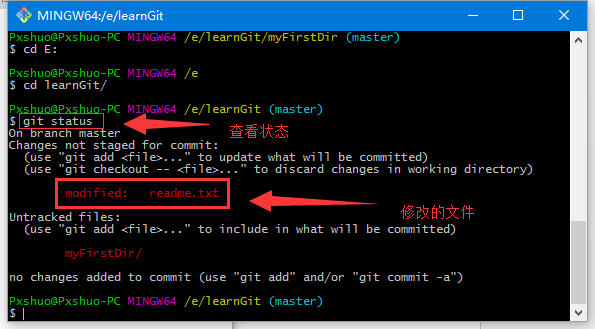 MINGW64:/e/learnGit
Pxshuo@Pxshuo-PC MINGW64 /e/learnGit/myFirstDir (master)
$ cd E:
Pxshuo@Pxshuo-PC MINGW64 /e
$ cd learnGit/
Pxshuo@Pxshuo-PC MINGW64 /e/learnGit (master)
$ git status
查看状态
On branch master
Changes not staged for commit:
(use "git add <file>..." to update what will be committed)
(use "git checkout -- <file>..." to discard changes in working directory)
modified: readme.txt
修改的文件
Untracked files:
(use "git add <file>..." to include in what will be committed)
myFirstDir/
no changes added to commit (use "git add" and/or "git commit -a")
Pxshuo@Pxshuo-PC MINGW64 /e/learnGit (master)
$